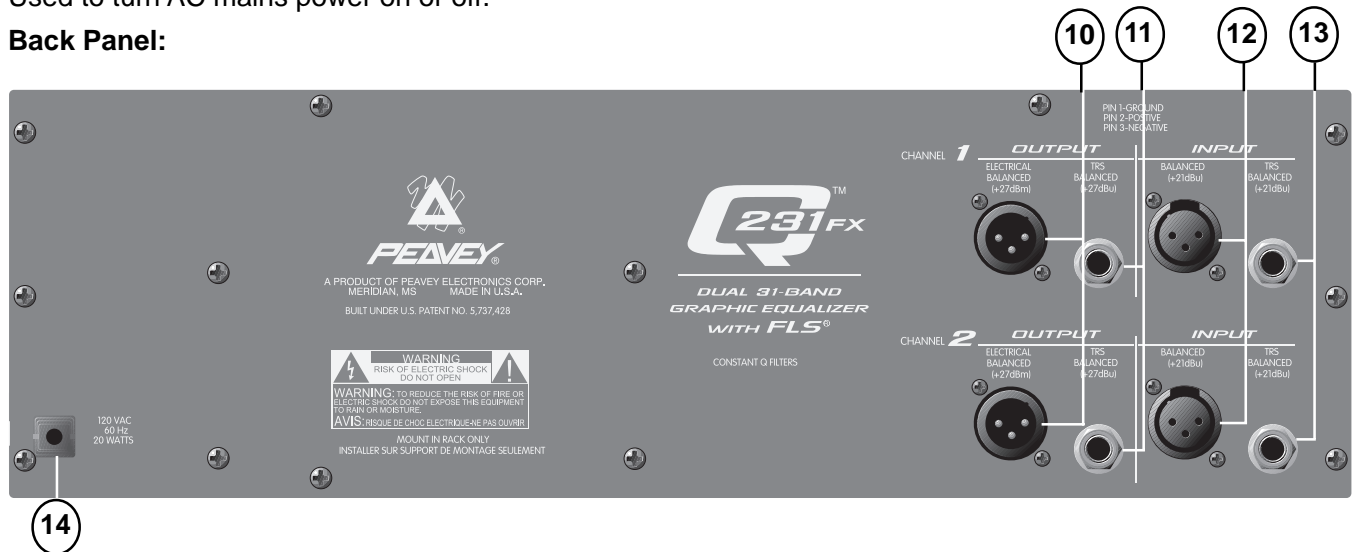 Used to turn AC mains power on or off.
Back Panel:
10 11 12 13
PIN 1-GROUND
PIN 2-POSTIVE
PIN 3-NEGATIVE
CHANNEL 1 OUTPUT INPUT
ELECTRICAL
BALANCED
(+27dBm)
TRS
BALANCED
(+27dBu)
BALANCED
(+21dBu)
TRS
BALANCED
(+21dBu)
PEAVEY®
A PRODUCT OF PEAVEY ELECTRONICS CORP.
MERIDIAN, MS MADE IN U.S.A.
BUILT UNDER U.S. PATENT NO. 5,737,428
Q231FX™
DUAL 31-BAND
GRAPHIC EQUALIZER
WITH FLS®
CONSTANT Q FILTERS
WARNING
RISK OF ELECTRIC SHOCK
DO NOT OPEN
WARNING: TO REDUCE THE RISK OF FIRE OR
ELECTRIC SHOCK DO NOT EXPOSE THIS EQUIPMENT
TO RAIN OR MOISTURE.
AVIS: RISQUE DE CHOC ELECTRIQUE-NE PAS OUVRIR
MOUNT IN RACK ONLY
INSTALLER SUR SUPPORT DE MONTAGE SEULEMENT
CHANNEL 2 OUTPUT INPUT
ELECTRICAL
BALANCED
(+27dBm)
TRS
BALANCED
(+27dBu)
BALANCED
(+21dBu)
TRS
BALANCED
(+21dBu)
120 VAC
60 Hz
20 WATTS
14